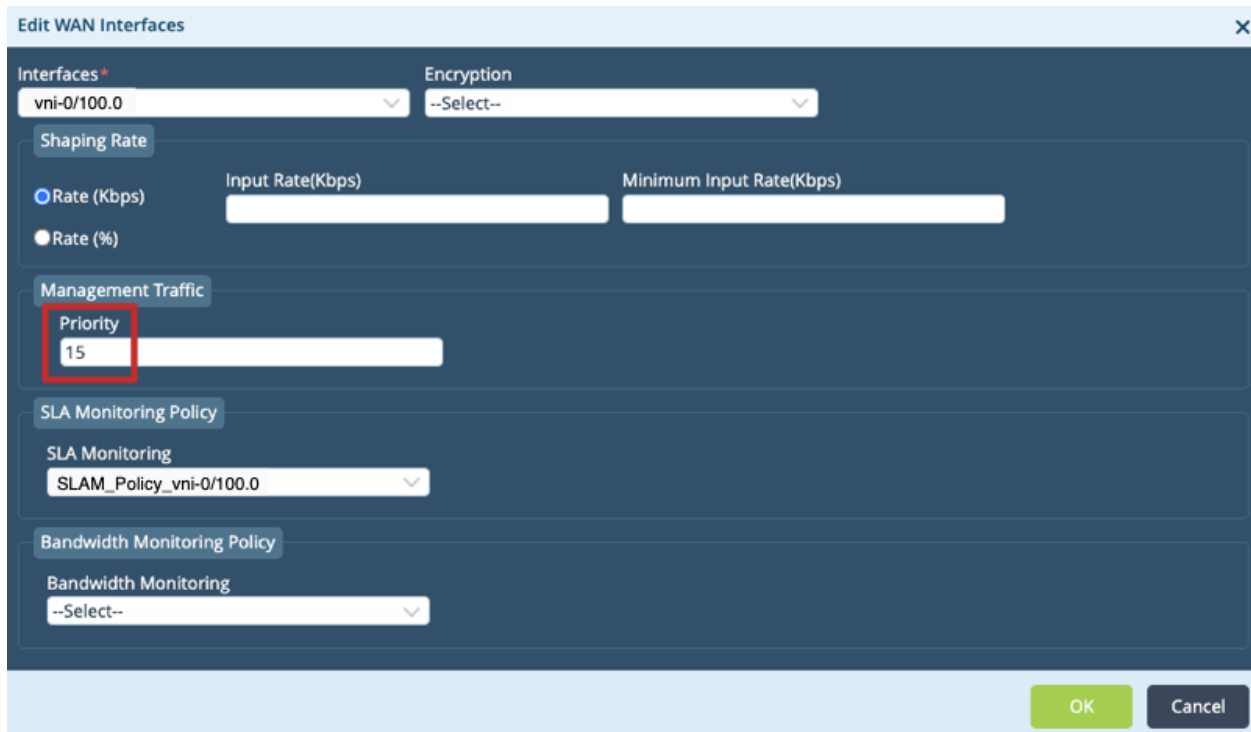 Edit WAN Interfaces
Interfaces* Encryption
vni-0/100.0 --Select--
Shaping Rate
Input Rate(Kbps) Minimum Input Rate(Kbps)
Rate (Kbps)
Rate (%)
Management Traffic
Priority
15
SLA Monitoring Policy
SLA Monitoring
SLAM_Policy_vni-0/100.0
Bandwidth Monitoring Policy
Bandwidth Monitoring
--Select--
OK Cancel